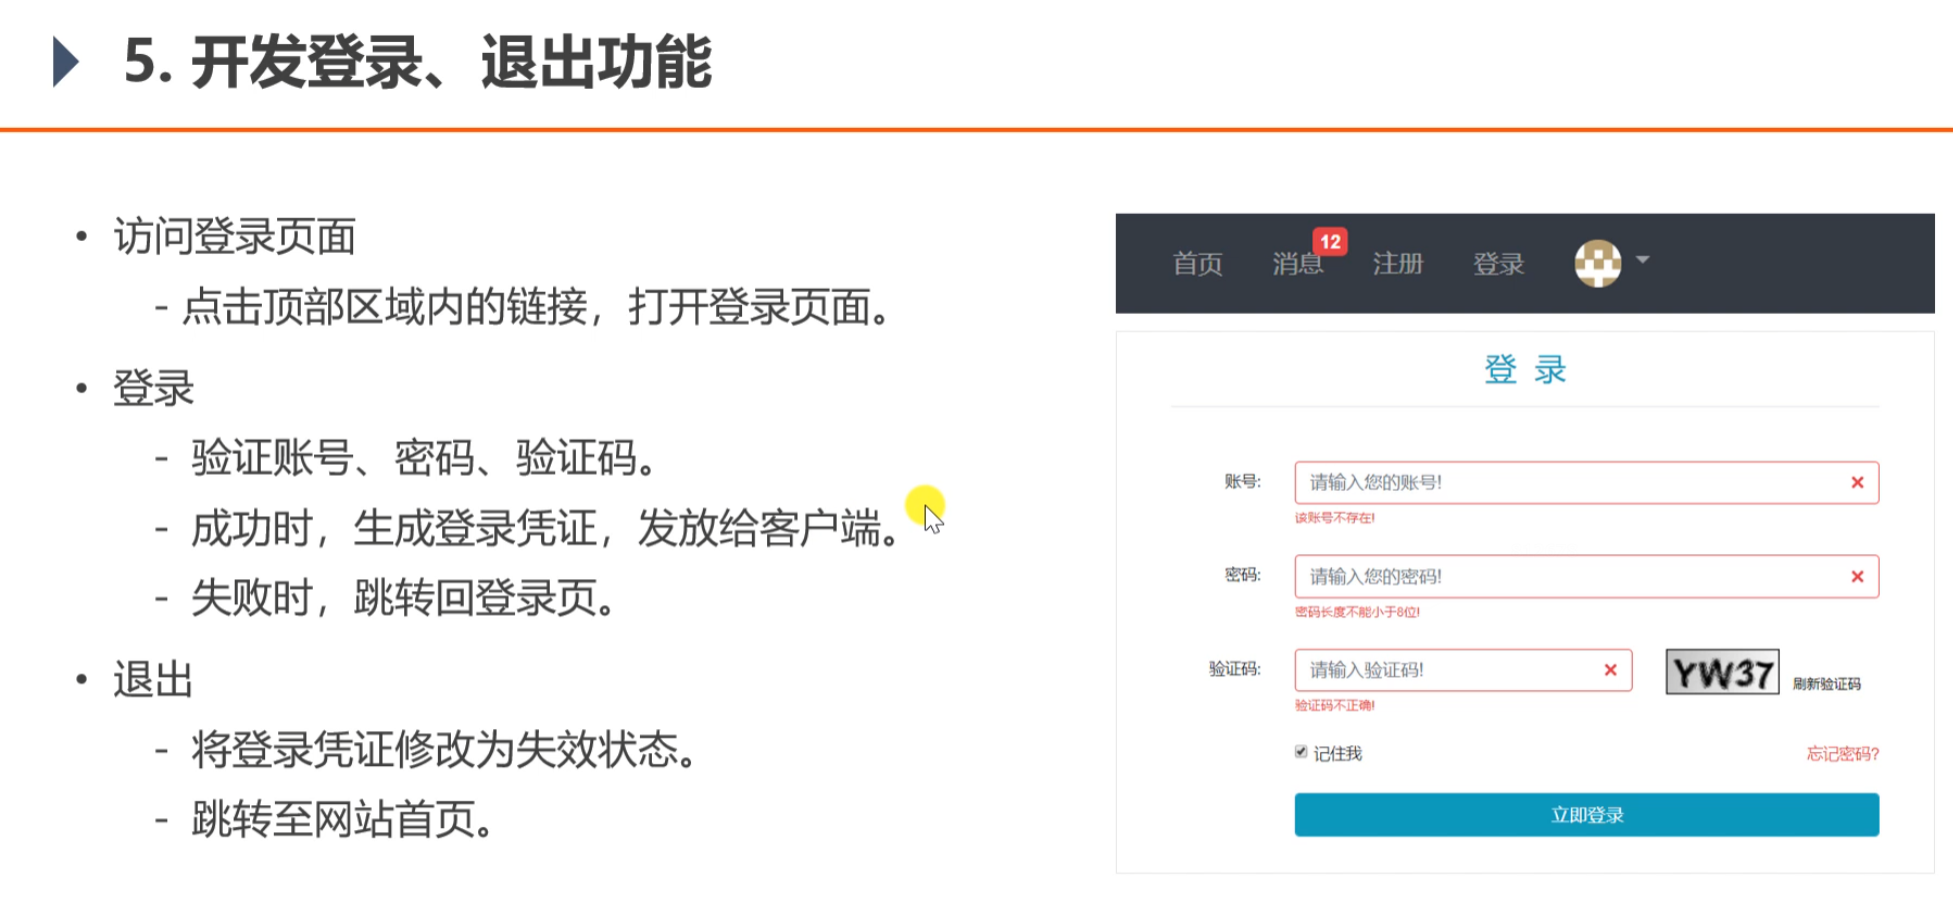 5. 开发登录、退出功能
• 访问登录页面
- 点击顶部区域内的链接，打开登录页面。
• 登录
- 验证账号、密码、验证码。
- 成功时，生成登录凭证，发放给客户端。
- 失败时，跳转回登录页。
• 退出
- 将登录凭证修改为失效状态。
- 跳转至网站首页。
首页 消息 12 注册 登录
登 录
账号: 请输入您的账号!
该账号不存在!
密码: 请输入您的密码!
密码长度不能小于8位!
验证码: 请输入验证码! YW37 刷新验证码
验证码不正确!
记住我 忘记密码?
立即登录